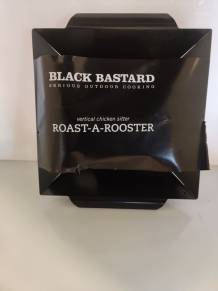 BLACK BASTARD
SERIOUS OUTDOOR COOKING
vertical chicken sitter
ROAST-A-ROOSTER